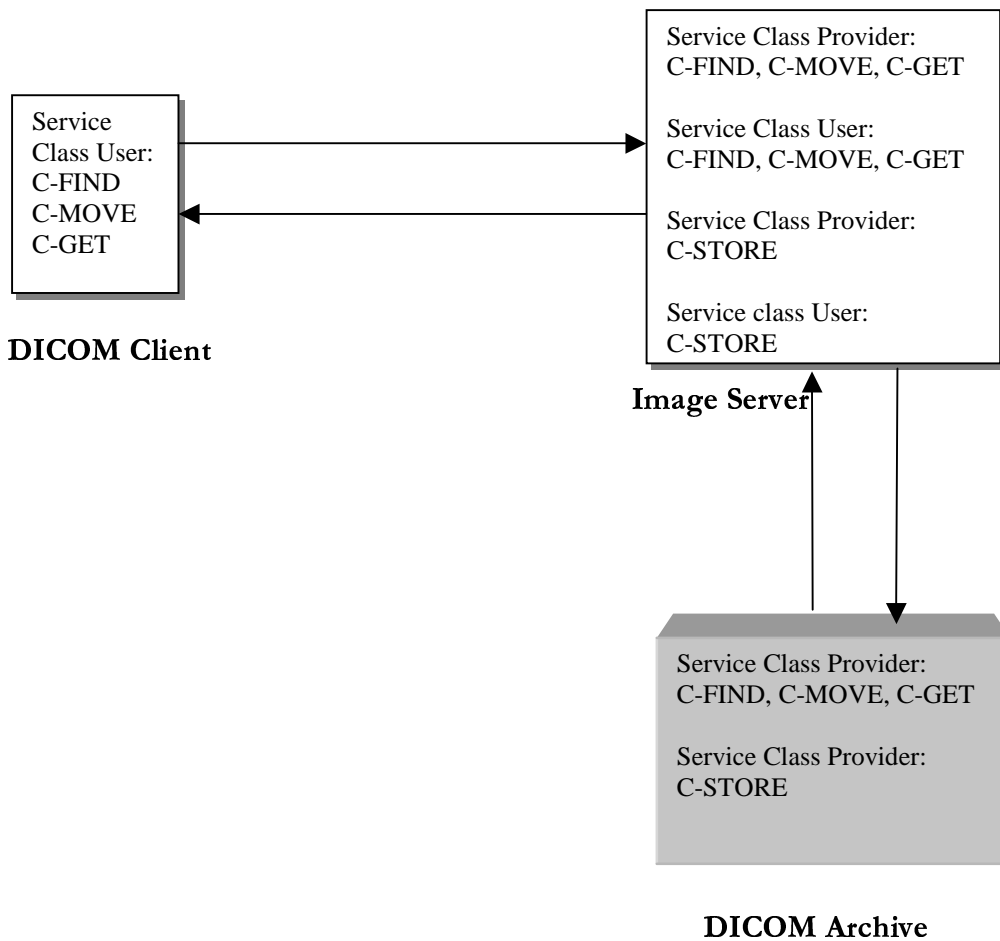 Service
Class User:
C-FIND
C-MOVE
C-GET
DICOM Client
Service Class Provider:
C-FIND, C-MOVE, C-GET
Service Class User:
C-FIND, C-MOVE, C-GET
Service Class Provider:
C-STORE
Service class User:
C-STORE
Image Server
Service Class Provider:
C-FIND, C-MOVE, C-GET
Service Class Provider:
C-STORE
DICOM Archive